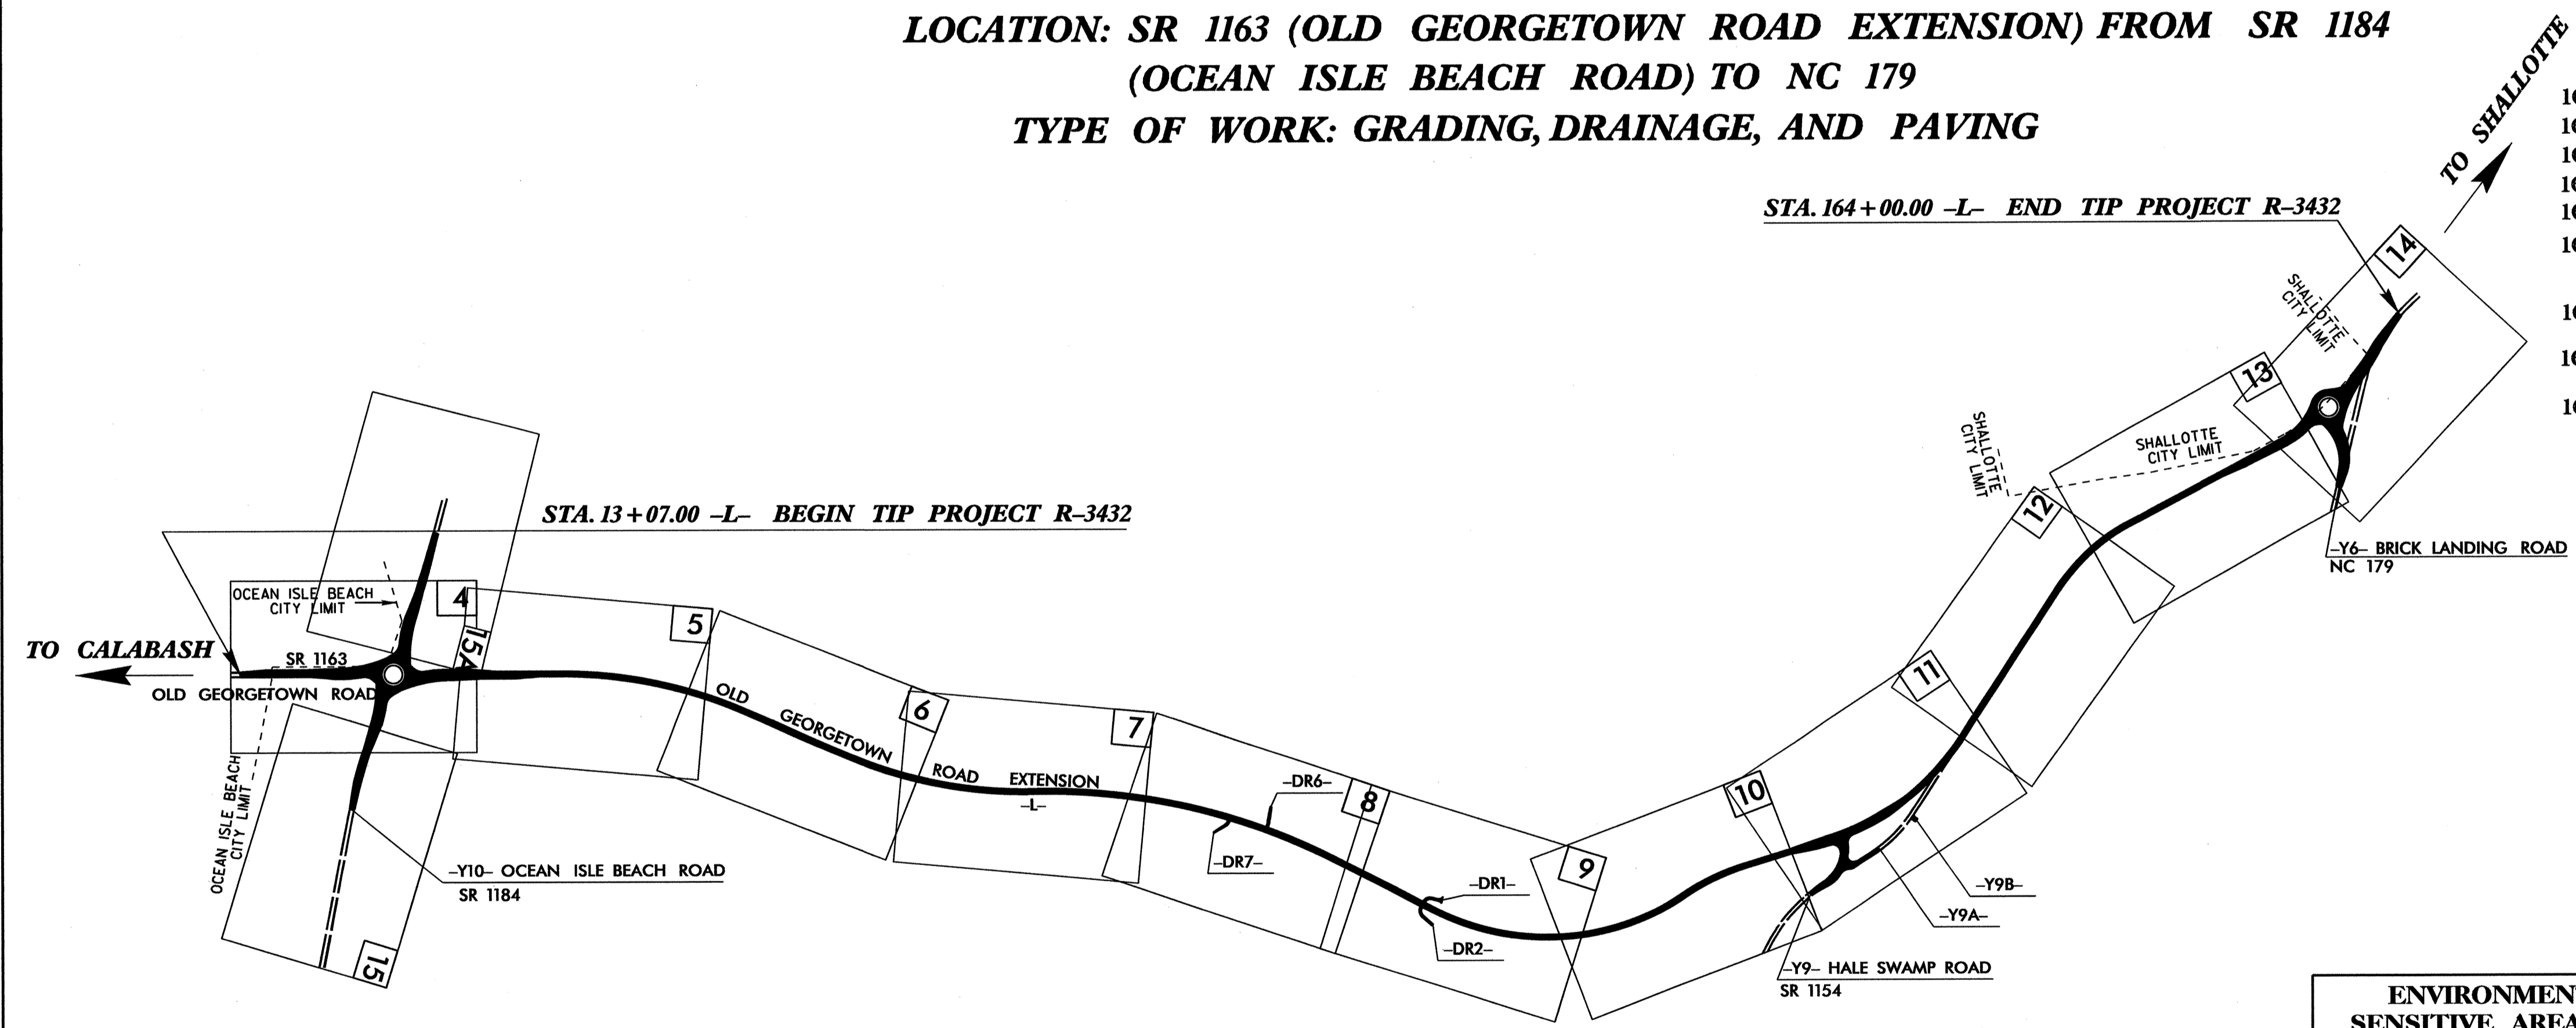 LOCATION: SR 1163 (OLD GEORGETOWN ROAD EXTENSION) FROM SR 1184
(OCEAN ISLE BEACH ROAD) TO NC 179
TYPE OF WORK: GRADING, DRAINAGE, AND PAVING
TO SHALLOTTE
STA. 164+00.00 –L– END TIP PROJECT R–3432
14
SHALLOTTE
CITY LIMIT
13
SHALLOTTE
CITY LIMIT
SHALLOTTE
CITY LIMIT
12
–Y6– BRICK LANDING ROAD
NC 179
STA. 13+07.00 –L– BEGIN TIP PROJECT R–3432
OCEAN ISLE BEACH
CITY LIMIT
4
15A
5
TO CALABASH
SR 1163
OLD GEORGETOWN ROAD
OLD GEORGETOWN ROAD EXTENSION
–L–
6
7
–DR6–
–DR7–
8
–DR1–
–DR2–
9
10
11
–Y9B–
–Y9A–
–Y9– HALE SWAMP ROAD
SR 1154
OCEAN ISLE BEACH
CITY LIMIT
–Y10– OCEAN ISLE BEACH ROAD
SR 1184
15
SENSITIVE